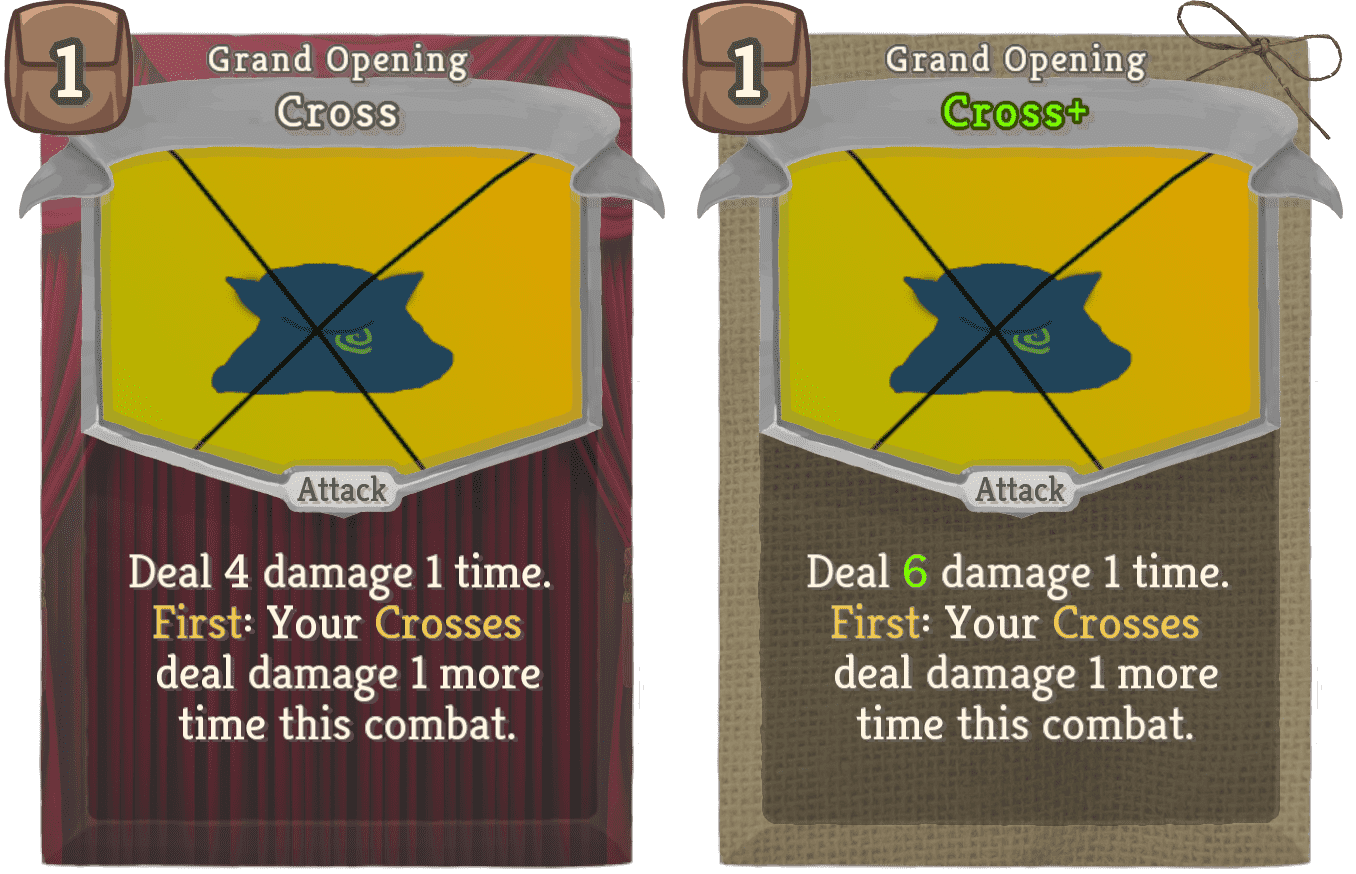 1
Grand Opening
Cross
Attack
Deal 4 damage 1 time.
First: Your Crosses
deal damage 1 more
time this combat.
1
Grand Opening
Cross+
Attack
Deal 6 damage 1 time.
First: Your Crosses
deal damage 1 more
time this combat.